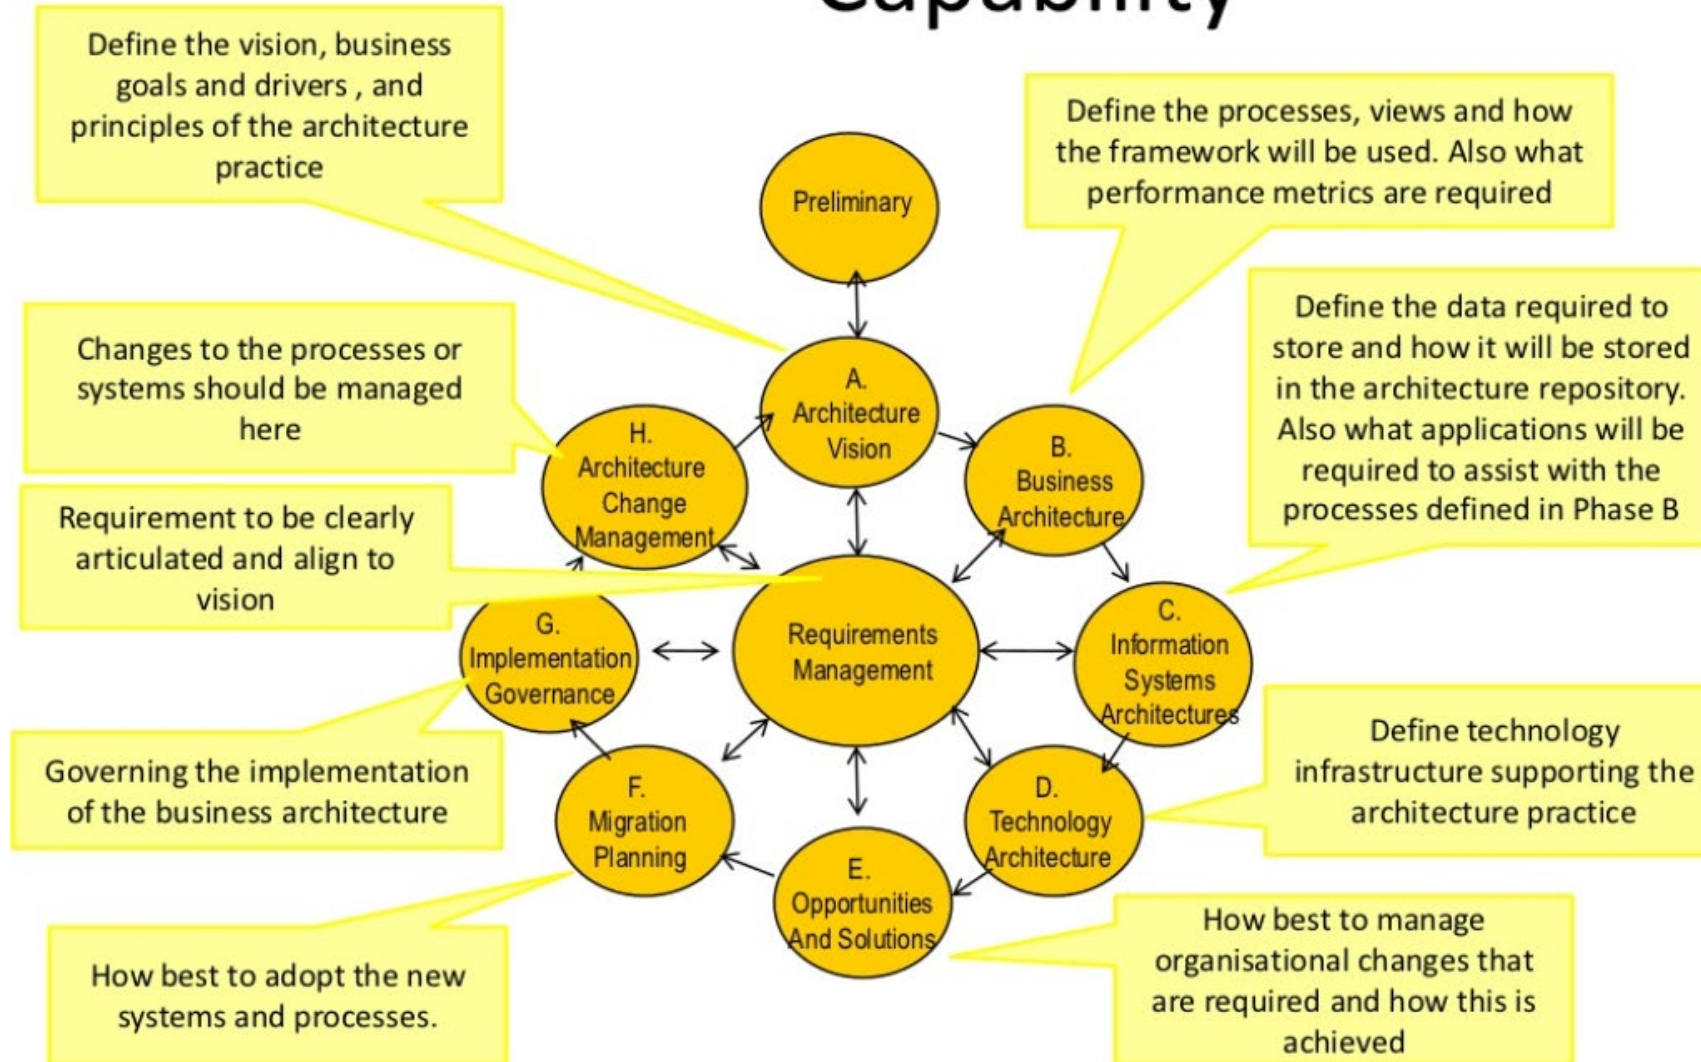 Capability
Define the vision, business
goals and drivers , and
principles of the architecture
practice
Define the processes, views and how
the framework will be used. Also what
performance metrics are required
Preliminary
Define the data required to
store and how it will be stored
in the architecture repository.
Also what applications will be
required to assist with the
processes defined in Phase B
Changes to the processes or
systems should be managed
here
A.
Architecture
Vision
H.
Architecture
Change
Management
B.
Business
Architecture
Requirement to be clearly
articulated and align to
vision
G.
Implementation
Governance
Requirements
Management
C.
Information
Systems
Architectures
Governing the implementation
of the business architecture
Define technology
infrastructure supporting the
architecture practice
F.
Migration
Planning
D.
Technology
Architecture
E.
Opportunities
And Solutions
How best to adopt the new
systems and processes.
How best to manage
organisational changes that
are required and how this is
achieved